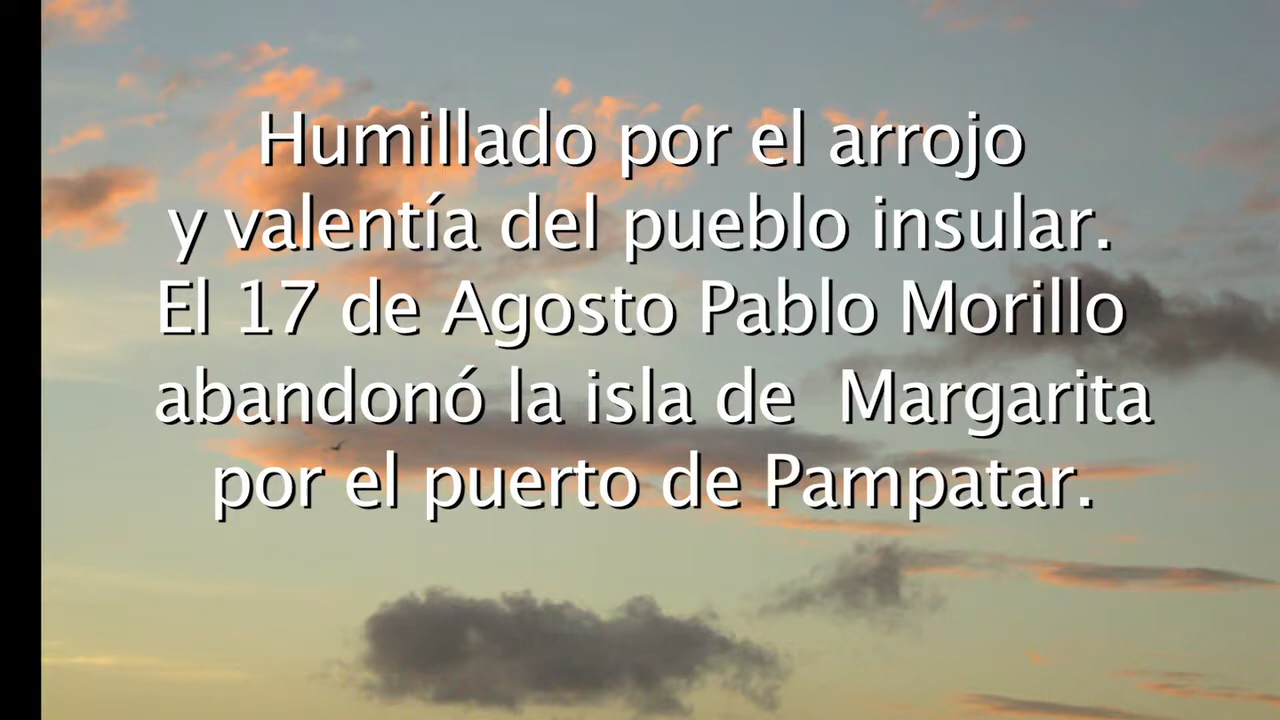 Humillado por el arrojo
y valentía del pueblo insular.
El 17 de Agosto Pablo Morillo
abandonó la isla de  Margarita
por el puerto de Pampatar.